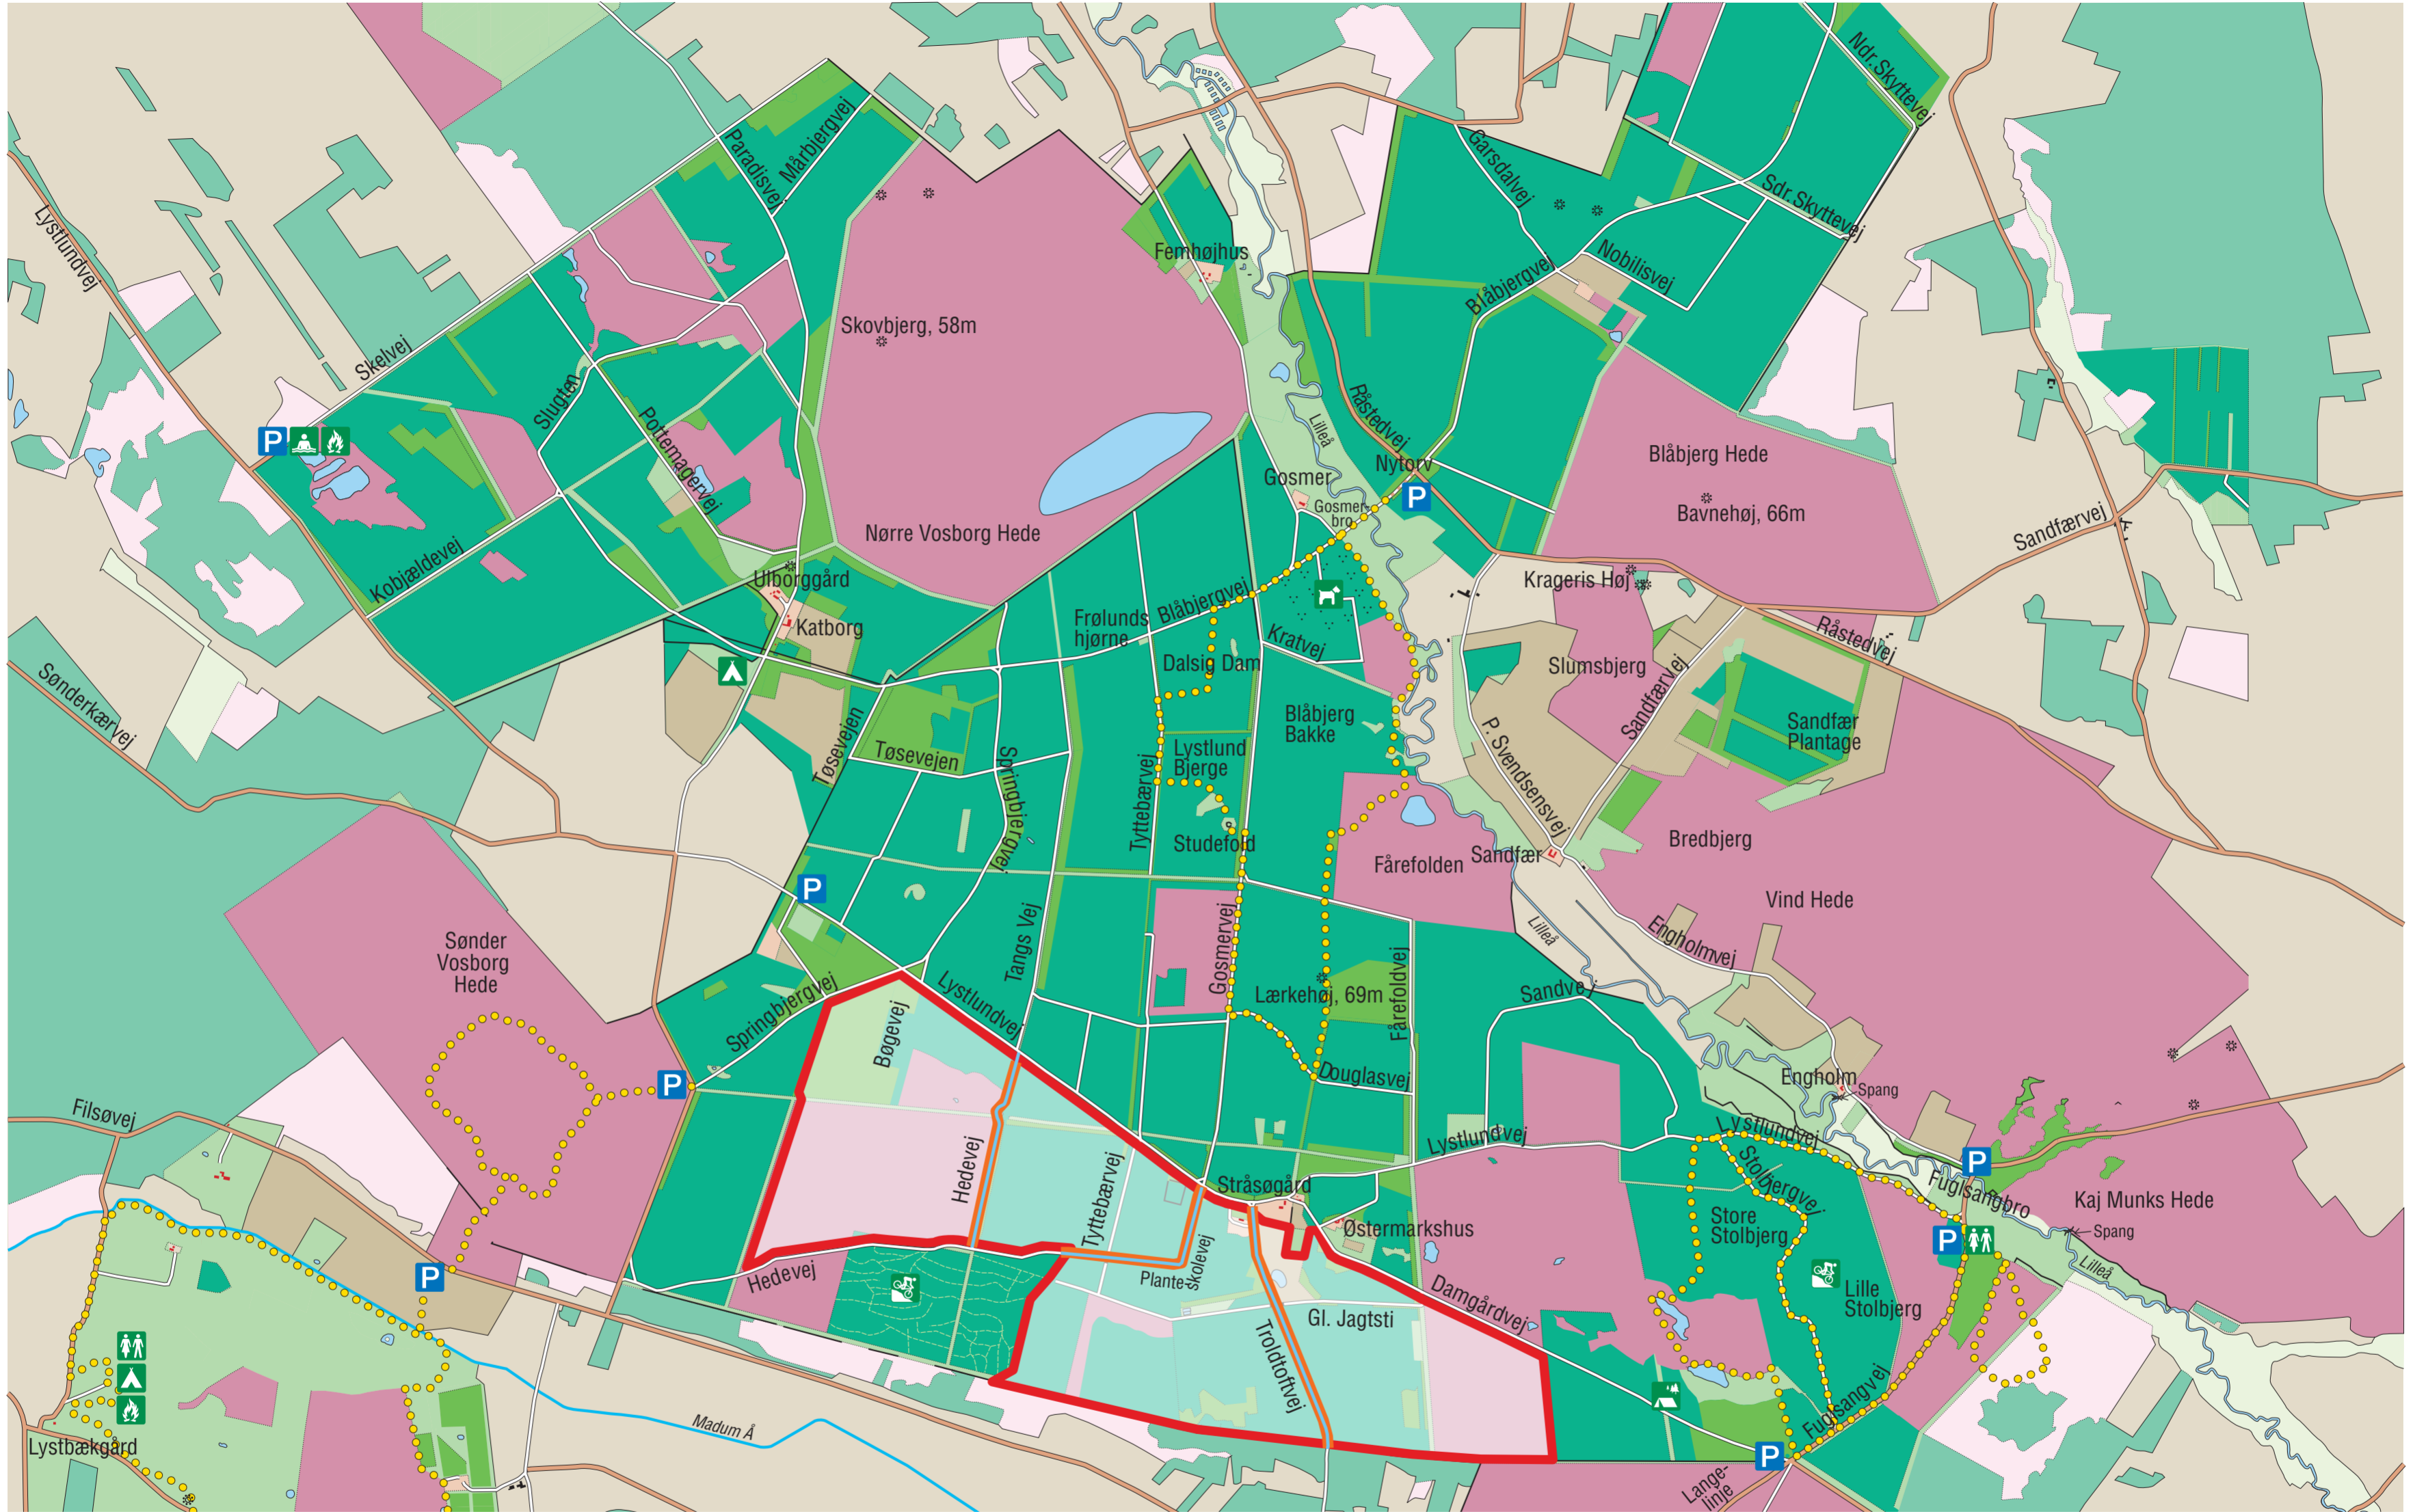 Ndr. Skyttevej
Mårbjergvej
Paradisvej
Garsdalvej
Sdr. Skyttevej
Lystlundvej
Femhøjhus
Nobilisvej
Blåbjergvej
Skovbjerg, 58m
Skelvej
Slugten
Råstedvej
Lilleå
Pottemagervej
Nytorv
P
P
Blåbjerg Hede
Gosmer
Gosmer-
bro
Bavnehøj, 66m
Sandfærvej
Nørre Vosborg Hede
Kobjældevej
Ulborggård
Krageris Høj
Katborg
Frølunds
hjørne
Blåbjergvej
Kratvej
Råstedvej
Dalsig Dam
Slumsbjerg
Sandfærvej
Sønderkærvej
Blåbjerg
Bakke
Sandfær
Plantage
Tøsevejen
Tøsevejen
Springbjergvej
Lystlund
Bjerge
Tyttebærvej
P. Svendsensvej
Studefold
Bredbjerg
Fårefolden
Sandfær
P
Vind Hede
Sønder
Vosborg
Hede
Tangs Vej
Gosmervej
Fårefoldvej
Lilleå
Engholmvej
Lærkehøj, 69m
Sandvej
Springbjergvej
Bøgevej
Lystlundvej
Douglasvej
Engholm
Spang
P
Filsøvej
Lystlundvej
Lystlundvej
P
Hedevej
Tyttebærvej
Stråsøgård
Stolbjergvej
Fuglsangbro
Kaj Munks Hede
Østermarkshus
Store
Stolbjerg
P
Spang
Lilleå
P
Hedevej
Plante-
skolevej
Damgårdvej
Lille
Stolbjerg
Gl. Jagtsti
Troldtoftvej
Fuglsangvej
Madum Å
Lystbækgård
P
Lange-
linje